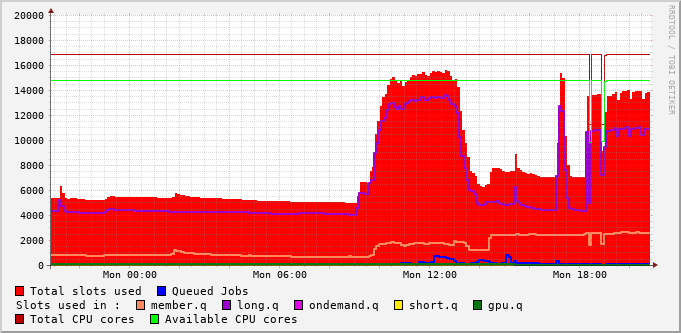 20000
18000
16000
14000
12000
10000
8000
6000
4000
2000
0
Mon 00:00 Mon 06:00 Mon 12:00 Mon 18:00
RRDTOOL / TOBI OETIKER
Total slots used Queued Jobs
Slots used in : member.q long.q ondemand.q short.q gpu.q
Total CPU cores Available CPU cores